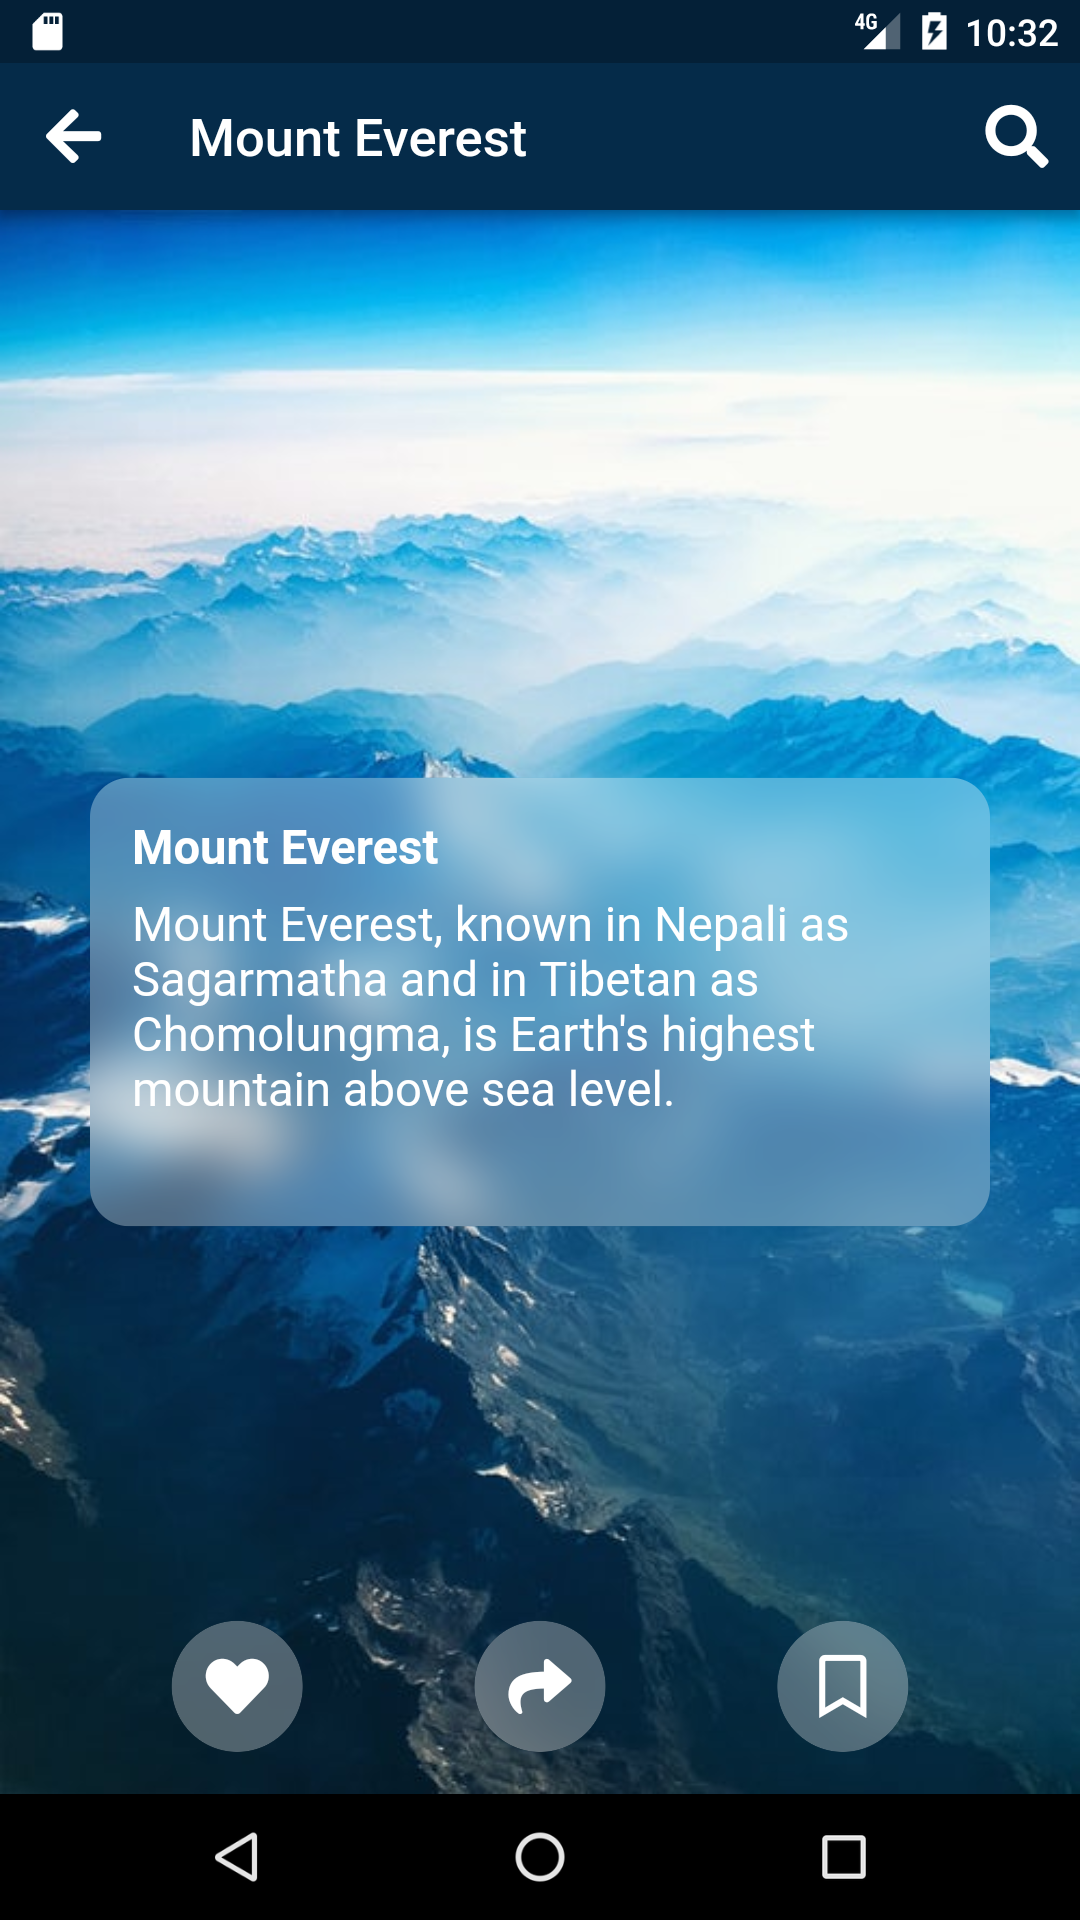 4G 10:32
Mount Everest
Mount Everest
Mount Everest, known in Nepali as
Sagarmatha and in Tibetan as
Chomolungma, is Earth's highest
mountain above sea level.